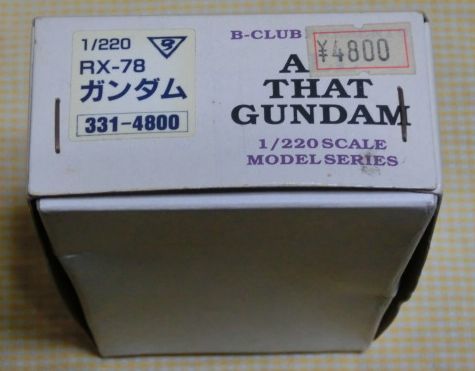 1/220
RX-78
ガンダム
331-4800
B-CLUB
¥4800
A
THAT
GUNDAM
1/220 SCALE
MODEL SERIES